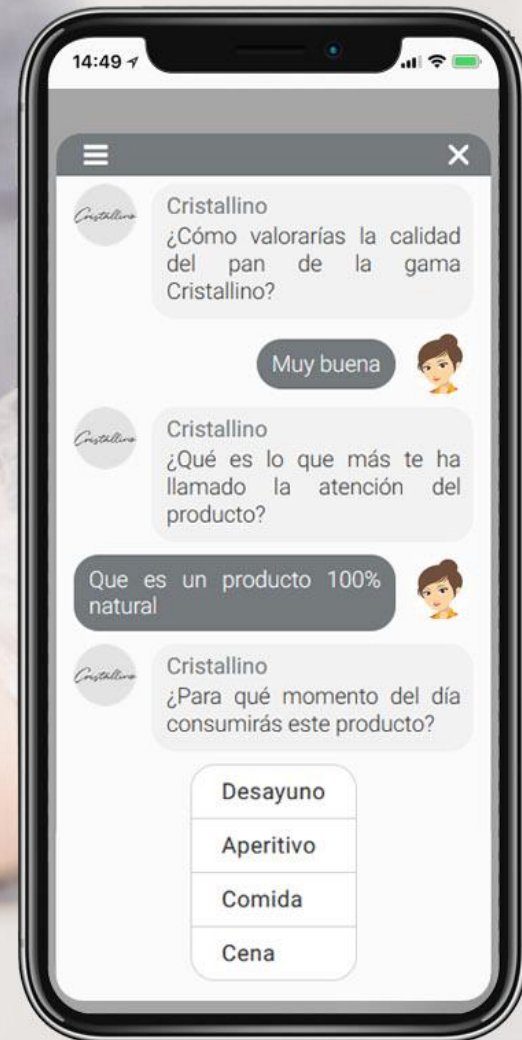 14:49
Cristallino
Cristallino
¿Cómo valorarías la calidad
del pan de la gama
Cristallino?
Muy buena
Cristallino
Cristallino
¿Qué es lo que más te ha
llamado la atención del
producto?
Que es un producto 100%
natural
Cristallino
Cristallino
¿Para qué momento del día
consumirás este producto?
Desayuno
Aperitivo
Comida
Cena